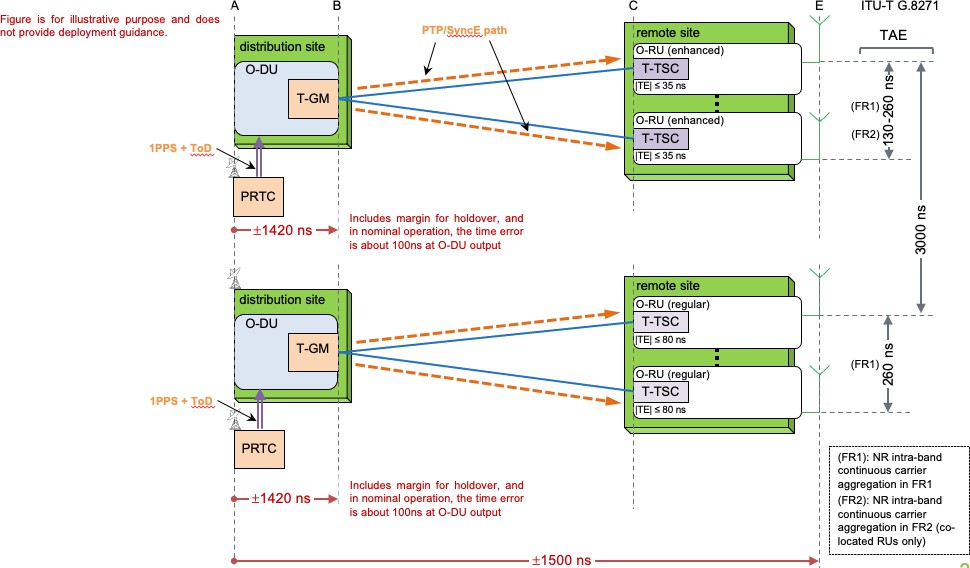 A
B
C
E
ITU-T G.8271
Figure is for illustrative purpose and does
not provide deployment guidance.
TAE
PTP/SyncE path
distribution site
O-DU
T-GM
1PPS + ToD
PRTC
remote site
O-RU (enhanced)
T-TSC
|TE| ≤ 35 ns
O-RU (enhanced)
T-TSC
|TE| ≤ 35 ns
(FR1)
(FR2)
130-260 ns
3000 ns
±1420 ns
Includes margin for holdover, and
in nominal operation, the time error
is about 100ns at O-DU output
distribution site
O-DU
T-GM
1PPS + ToD
PRTC
remote site
O-RU (regular)
T-TSC
|TE| ≤ 80 ns
O-RU (regular)
T-TSC
|TE| ≤ 80 ns
(FR1)
260 ns
±1420 ns
Includes margin for holdover, and
in nominal operation, the time error
is about 100ns at O-DU output
(FR1): NR intra-band
continuous carrier
aggregation in FR1
(FR2): NR intra-band
continuous carrier
aggregation in FR2 (co-
located RUs only)
±1500 ns